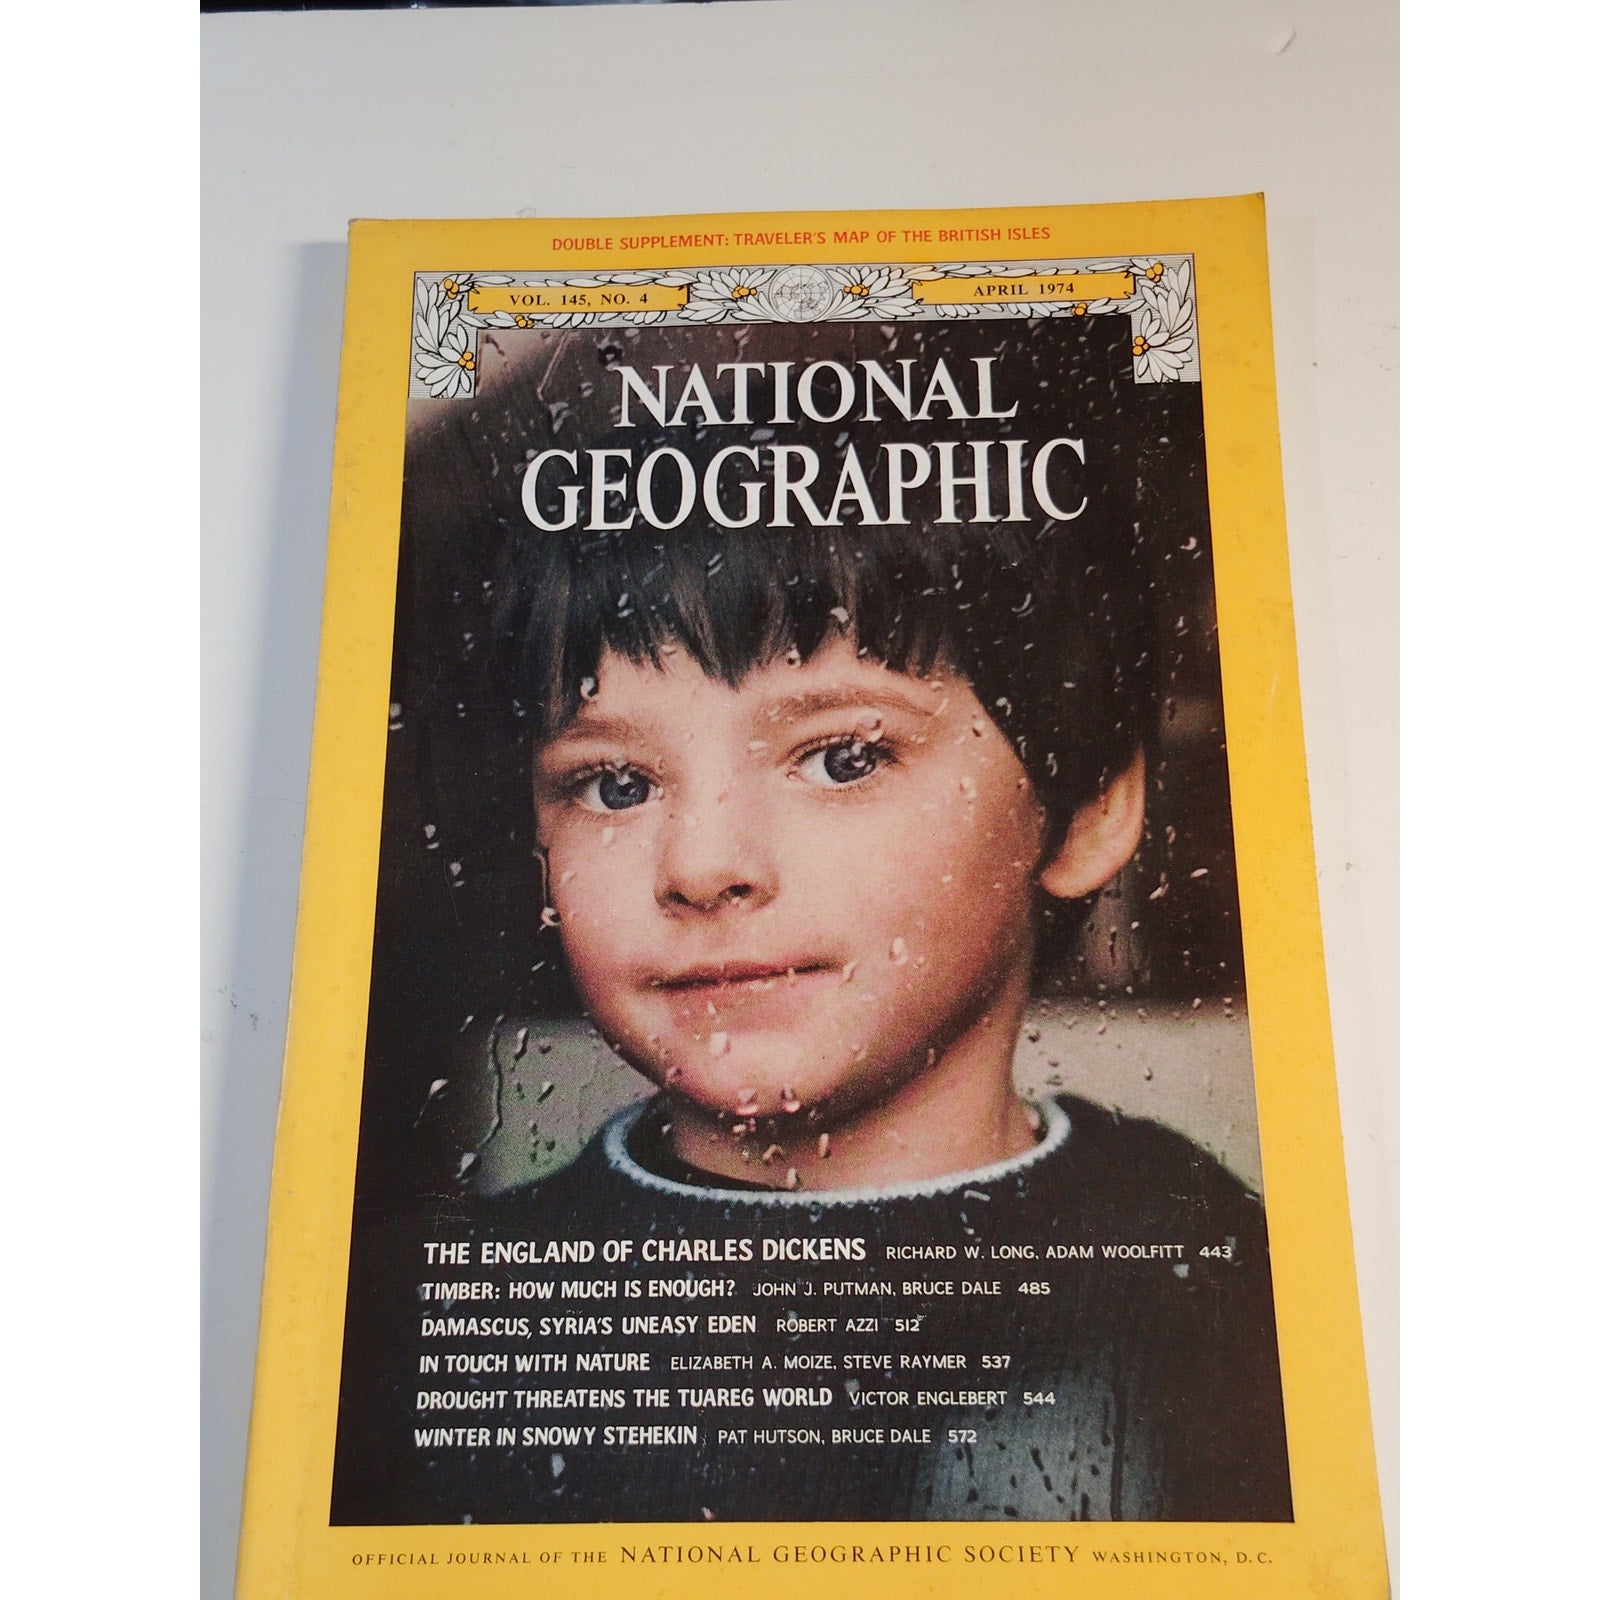 DOUBLE SUPPLEMENT: TRAVELER'S MAP OF THE BRITISH ISLES
VOL. 145, NO. 4
APRIL 1974
NATIONAL
GEOGRAPHIC
THE ENGLAND OF CHARLES DICKENS RICHARD W. LONG, ADAM WOOLFITT 443
TIMBER: HOW MUCH IS ENOUGH? JOHN J. PUTMAN, BRUCE DALE 485
DAMASCUS, SYRIA'S UNEASY EDEN ROBERT AZZI 512
IN TOUCH WITH NATURE ELIZABETH A. MOIZE, STEVE RAYMER 537
DROUGHT THREATENS THE TUAREG WORLD VICTOR ENGLEBERT 544
WINTER IN SNOWY STEHEKIN PAT HUTSON, BRUCE DALE 572
OFFICIAL JOURNAL OF THE NATIONAL GEOGRAPHIC SOCIETY WASHINGTON, D.C.